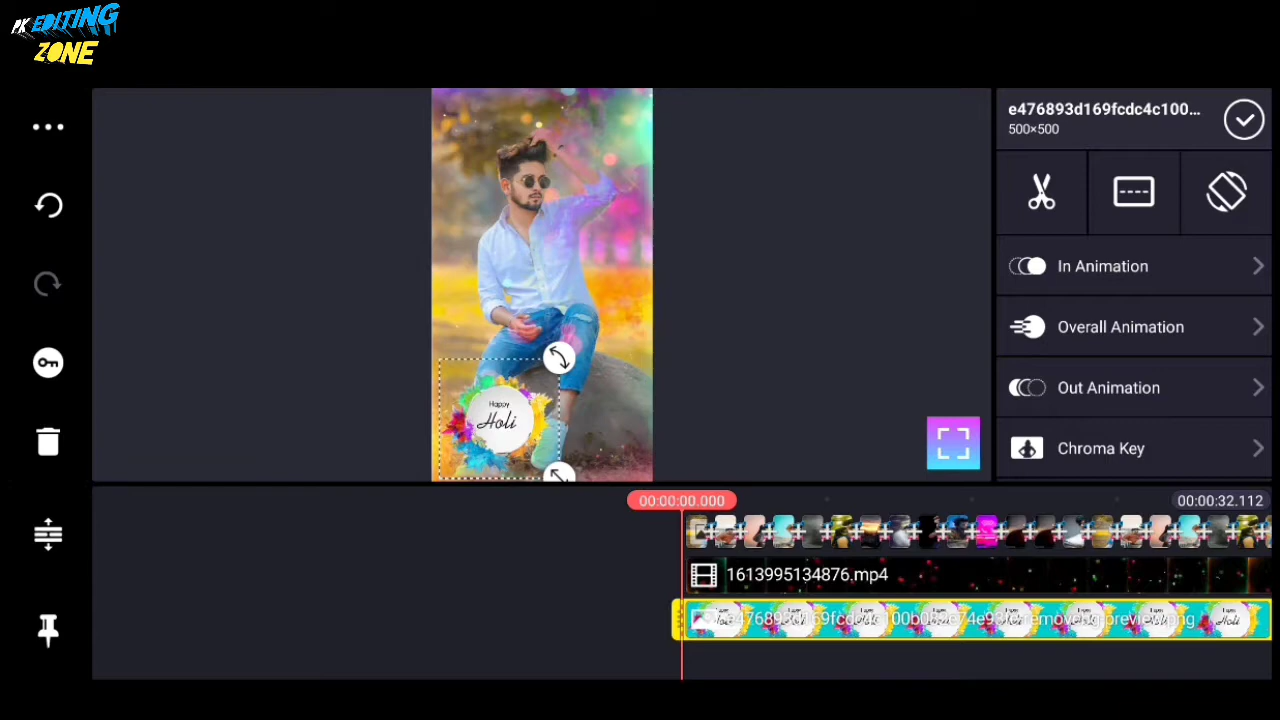 PK EDITING
ZONE
e476893d169fcdc4c100...
500×500
In Animation
Overall Animation
Out Animation
Chroma Key
Happy
Holi
00:00:00.000
00:00:32.112
1613995134876.mp4